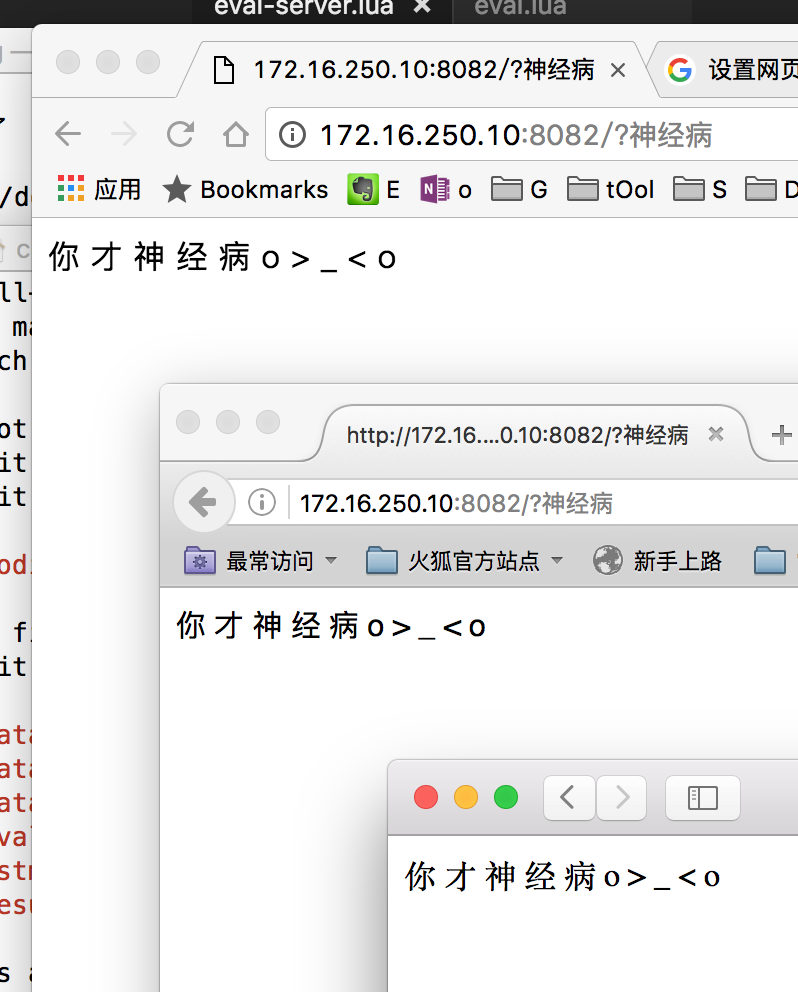 eval-server.lua eval.lua
172.16.250.10:8082/?神经病 设置网页
172.16.250.10:8082/?神经病
应用 Bookmarks E o G tOol S D
你 才 神 经 病 o > _ < o
http://172.16....0.10:8082/?神经病
172.16.250.10:8082/?神经病
最常访问 火狐官方站点 新手上路
你 才 神 经 病 o > _ < o
你 才 神 经 病 o > _ < o